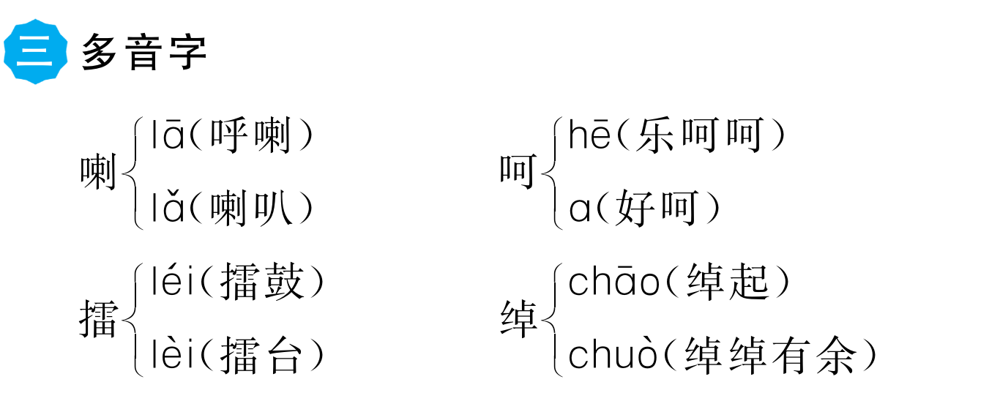 三 多音字
喇 lā(呼喇)
lǎ(喇叭)
呵 hē(乐呵呵)
a(好呵)
擂 léi(擂鼓)
lèi(擂台)
绰 chāo(绰起)
chuò(绰绰有余)